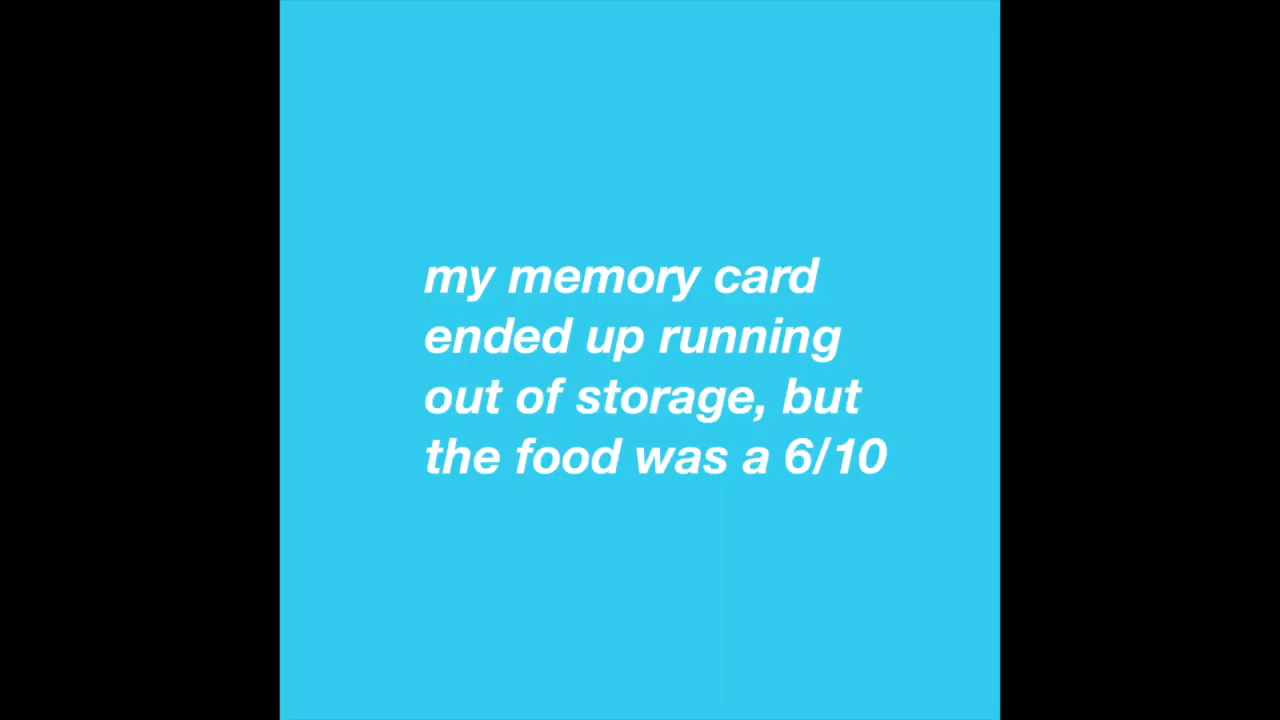 my memory card
ended up running
out of storage, but
the food was a 6/10